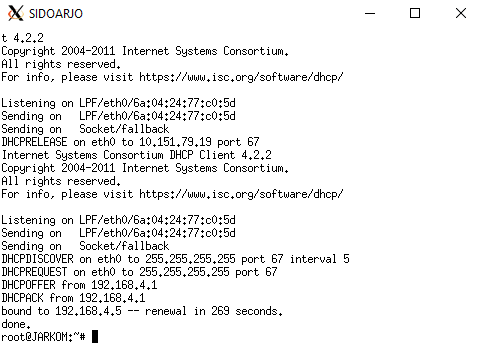 SIDOARJO
t 4.2.2
Copyright 2004-2011 Internet Systems Consortium.
All rights reserved.
For info, please visit https://www.isc.org/software/dhcp/

Listening on LPF/eth0/6a:04:24:77:c0:5d
Sending on   LPF/eth0/6a:04:24:77:c0:5d
Sending on   Socket/fallback
DHCPRELEASE on eth0 to 10.151.79.19 port 67
Internet Systems Consortium DHCP Client 4.2.2
Copyright 2004-2011 Internet Systems Consortium.
All rights reserved.
For info, please visit https://www.isc.org/software/dhcp/

Listening on LPF/eth0/6a:04:24:77:c0:5d
Sending on   LPF/eth0/6a:04:24:77:c0:5d
Sending on   Socket/fallback
DHCPDISCOVER on eth0 to 255.255.255.255 port 67 interval 5
DHCPREQUEST on eth0 to 255.255.255.255 port 67
DHCPOFFER from 192.168.4.1
DHCPACK from 192.168.4.1
bound to 192.168.4.5 -- renewal in 269 seconds.
done.
root@JARKOM:~#